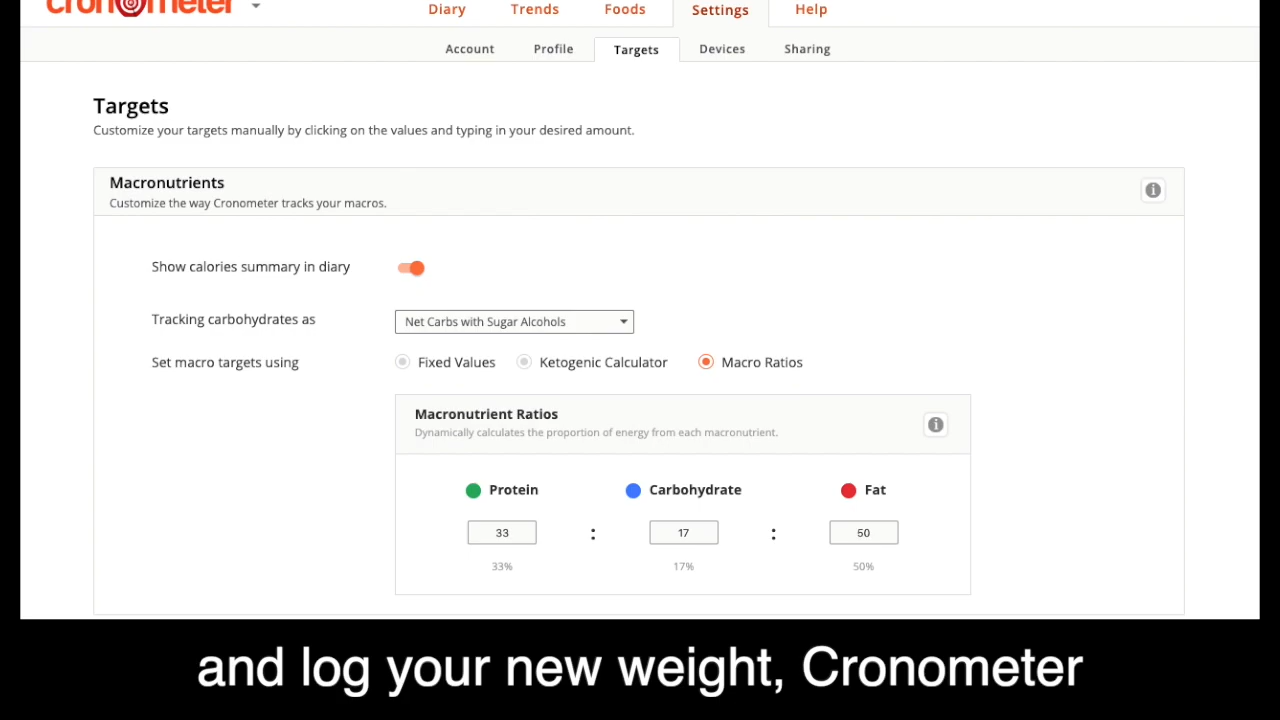 cronometer
Diary Trends Foods Settings Help
Account Profile Targets Devices Sharing
Targets
Customize your targets manually by clicking on the values and typing in your desired amount.
Macronutrients
Customize the way Cronometer tracks your macros.
Show calories summary in diary
Tracking carbohydrates as Net Carbs with Sugar Alcohols
Set macro targets using Fixed Values Ketogenic Calculator Macro Ratios
Macronutrient Ratios
Dynamically calculates the proportion of energy from each macronutrient.
Protein Carbohydrate Fat
33 : 17 : 50
33% 17% 50%
and log your new weight, Cronometer